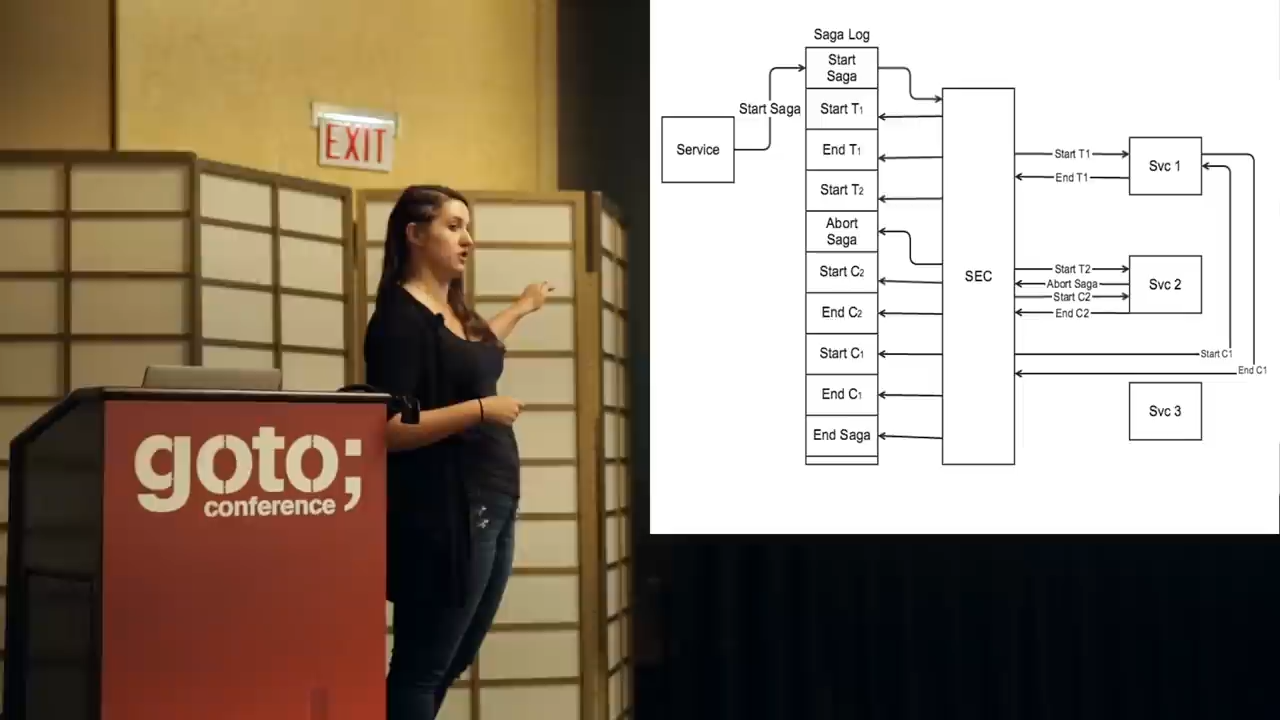 EXIT
goto;
conference
Saga Log
Start
Saga
Start T1
End T1
Start T2
Abort
Saga
Start C2
End C2
Start C1
End C1
End Saga
Service
Start Saga
SEC
Start T1
End T1
Svc 1
Start T2
Abort Saga
Start C2
End C2
Svc 2
Start C1
End C1
Svc 3